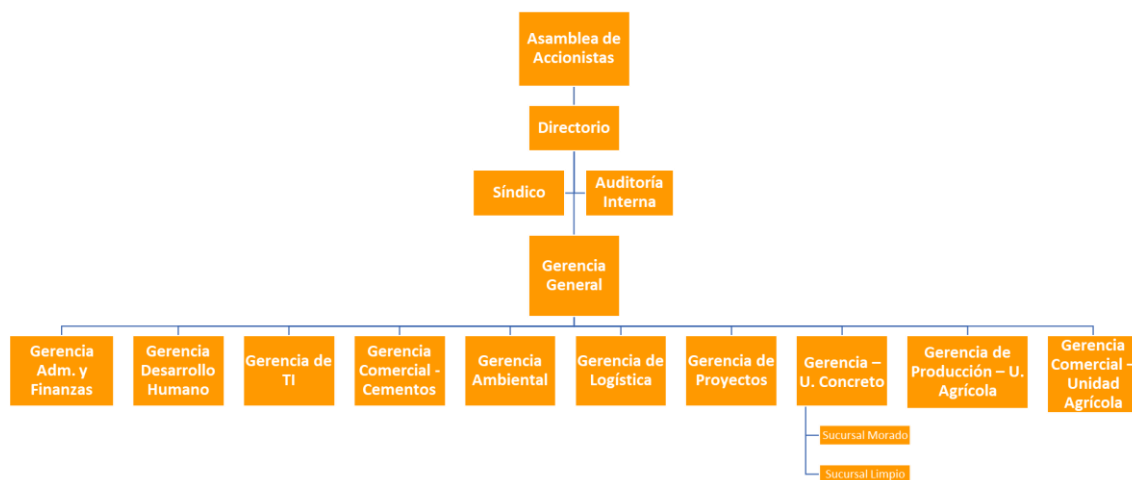 Asamblea de
Accionistas
Directorio
Síndico
Auditoría
Interna
Gerencia
General
Gerencia
Adm. y
Finanzas
Gerencia
Desarrollo
Humano
Gerencia de
TI
Gerencia
Comercial -
Cementos
Gerencia
Ambiental
Gerencia de
Logística
Gerencia de
Proyectos
Gerencia –
U. Concreto
Gerencia de
Producción – U.
Agrícola
Gerencia
Comercial –
Unidad
Agrícola
Sucursal Morado
Sucursal Limpio